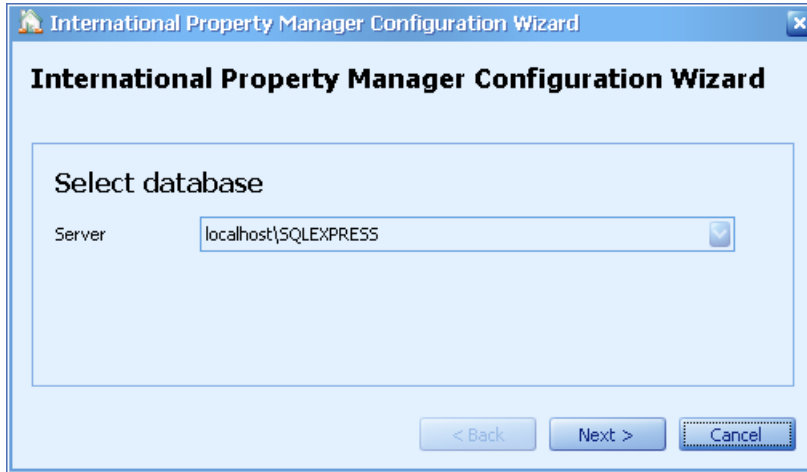 International Property Manager Configuration Wizard
International Property Manager Configuration Wizard
Select database
Server localhost\SQLEXPRESS
< Back Next > Cancel